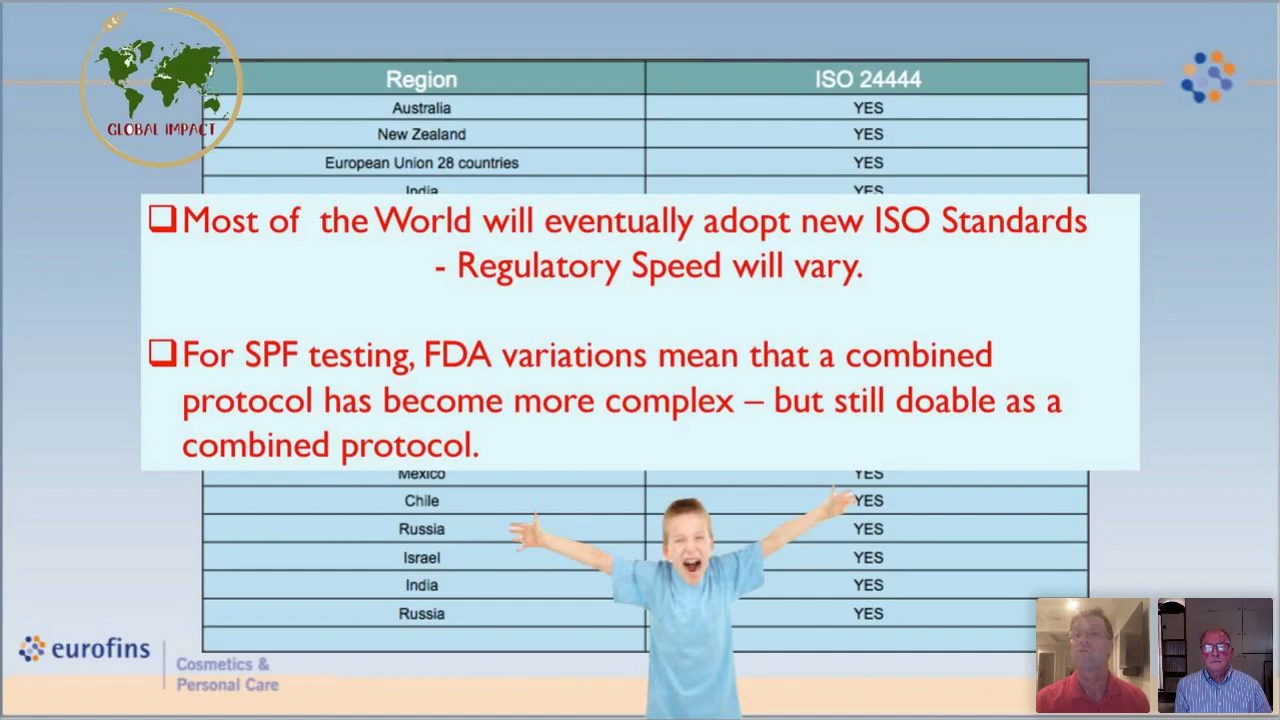 GLOBAL IMPACT
Region ISO 24444
Australia YES
New Zealand YES
European Union 28 countries YES
India YES
❑Most of the World will eventually adopt new ISO Standards
- Regulatory Speed will vary.
❑For SPF testing, FDA variations mean that a combined
protocol has become more complex – but still doable as a
combined protocol.
Mexico YES
Chile YES
Russia YES
Israel YES
India YES
Russia YES
eurofins
Cosmetics &
Personal Care